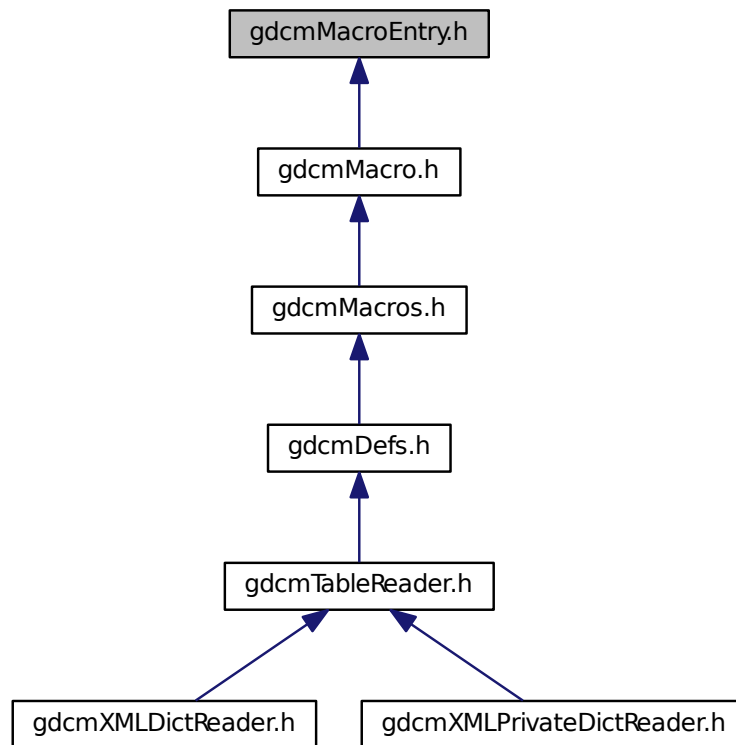 gdcmMacroEntry.h
gdcmMacro.h
gdcmMacros.h
gdcmDefs.h
gdcmTableReader.h
gdcmXMLDictReader.h
gdcmXMLPrivateDictReader.h